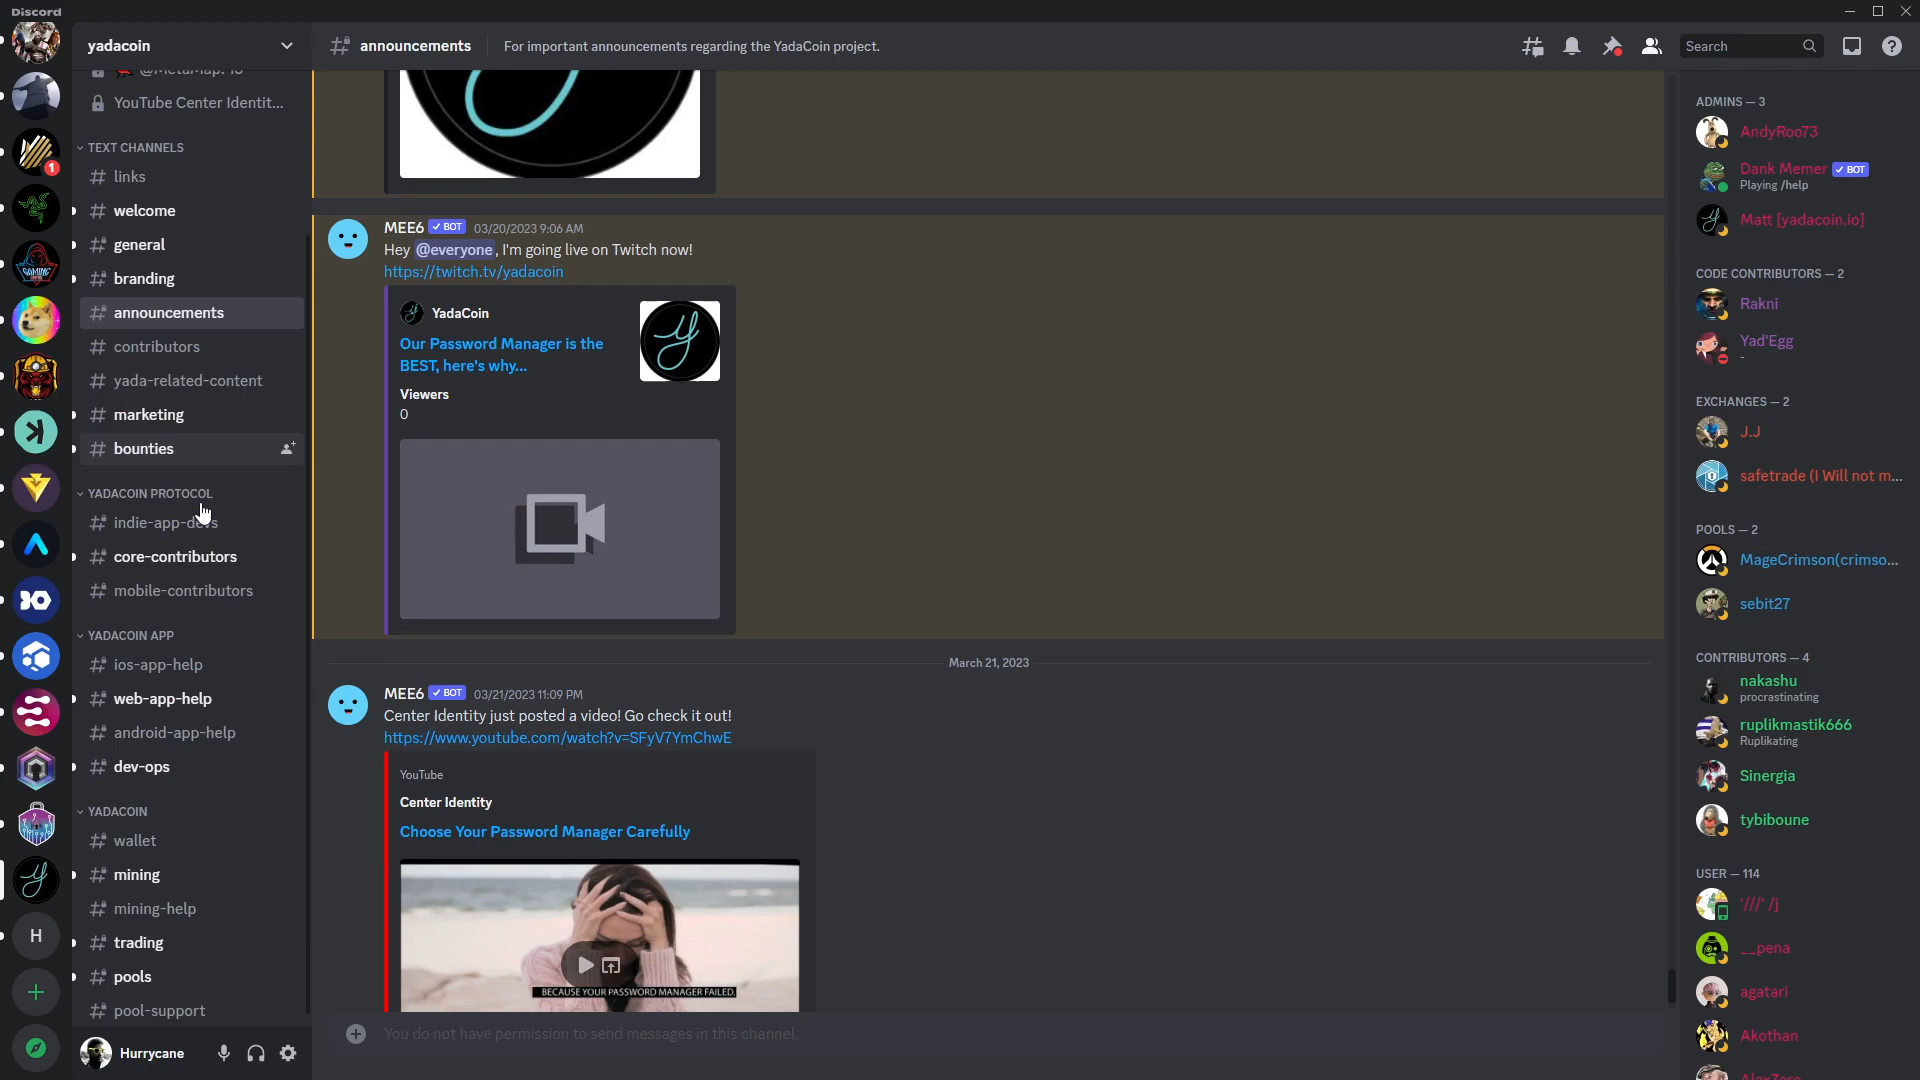 Discord
yadacoin
announcements
For important announcements regarding the YadaCoin project.
Search
YouTube Center Identit...
TEXT CHANNELS
links
welcome
general
branding
announcements
contributors
yada-related-content
marketing
bounties
YADACOIN PROTOCOL
indie-app-devs
core-contributors
mobile-contributors
YADACOIN APP
ios-app-help
web-app-help
android-app-help
dev-ops
YADACOIN
wallet
mining
mining-help
trading
pools
pool-support
1
H
Hurrycane
MEE6 BOT 03/20/2023 9:06 AM
Hey @everyone, I'm going live on Twitch now!
https://twitch.tv/yadacoin
YadaCoin
Our Password Manager is the
BEST, here's why...
Viewers
0
March 21, 2023
MEE6 BOT 03/21/2023 11:09 PM
Center Identity just posted a video! Go check it out!
https://www.youtube.com/watch?v=SFyV7YmChwE
YouTube
Center Identity
Choose Your Password Manager Carefully
BECAUSE YOUR PASSWORD MANAGER FAILED.
You do not have permission to send messages in this channel.
ADMINS — 3
AndyRoo73
Dank Memer BOT
Playing /help
Matt [yadacoin.io]
CODE CONTRIBUTORS — 2
Rakni
Yad'Egg
-
EXCHANGES — 2
J.J
safetrade (I Will not m...
POOLS — 2
MageCrimson(crimso...
sebit27
CONTRIBUTORS — 4
nakashu
procrastinating
ruplikmastik666
Ruplikating
Sinergia
tybiboune
USER — 114
'///' /j
__pena
agatari
Akothan